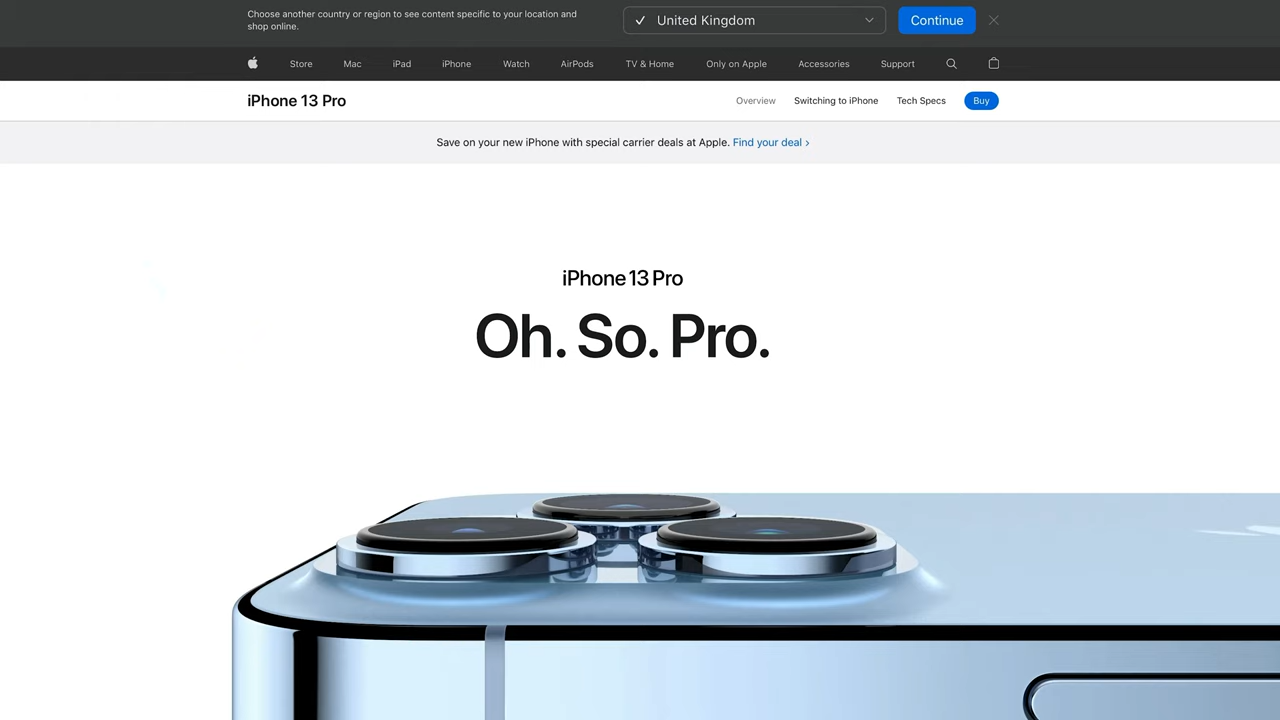 Choose another country or region to see content specific to your location and
shop online.
United Kingdom
Continue
Store Mac iPad iPhone Watch AirPods TV & Home Only on Apple Accessories Support
iPhone 13 Pro
Overview Switching to iPhone Tech Specs Buy
Save on your new iPhone with special carrier deals at Apple. Find your deal >
iPhone 13 Pro
Oh. So. Pro.